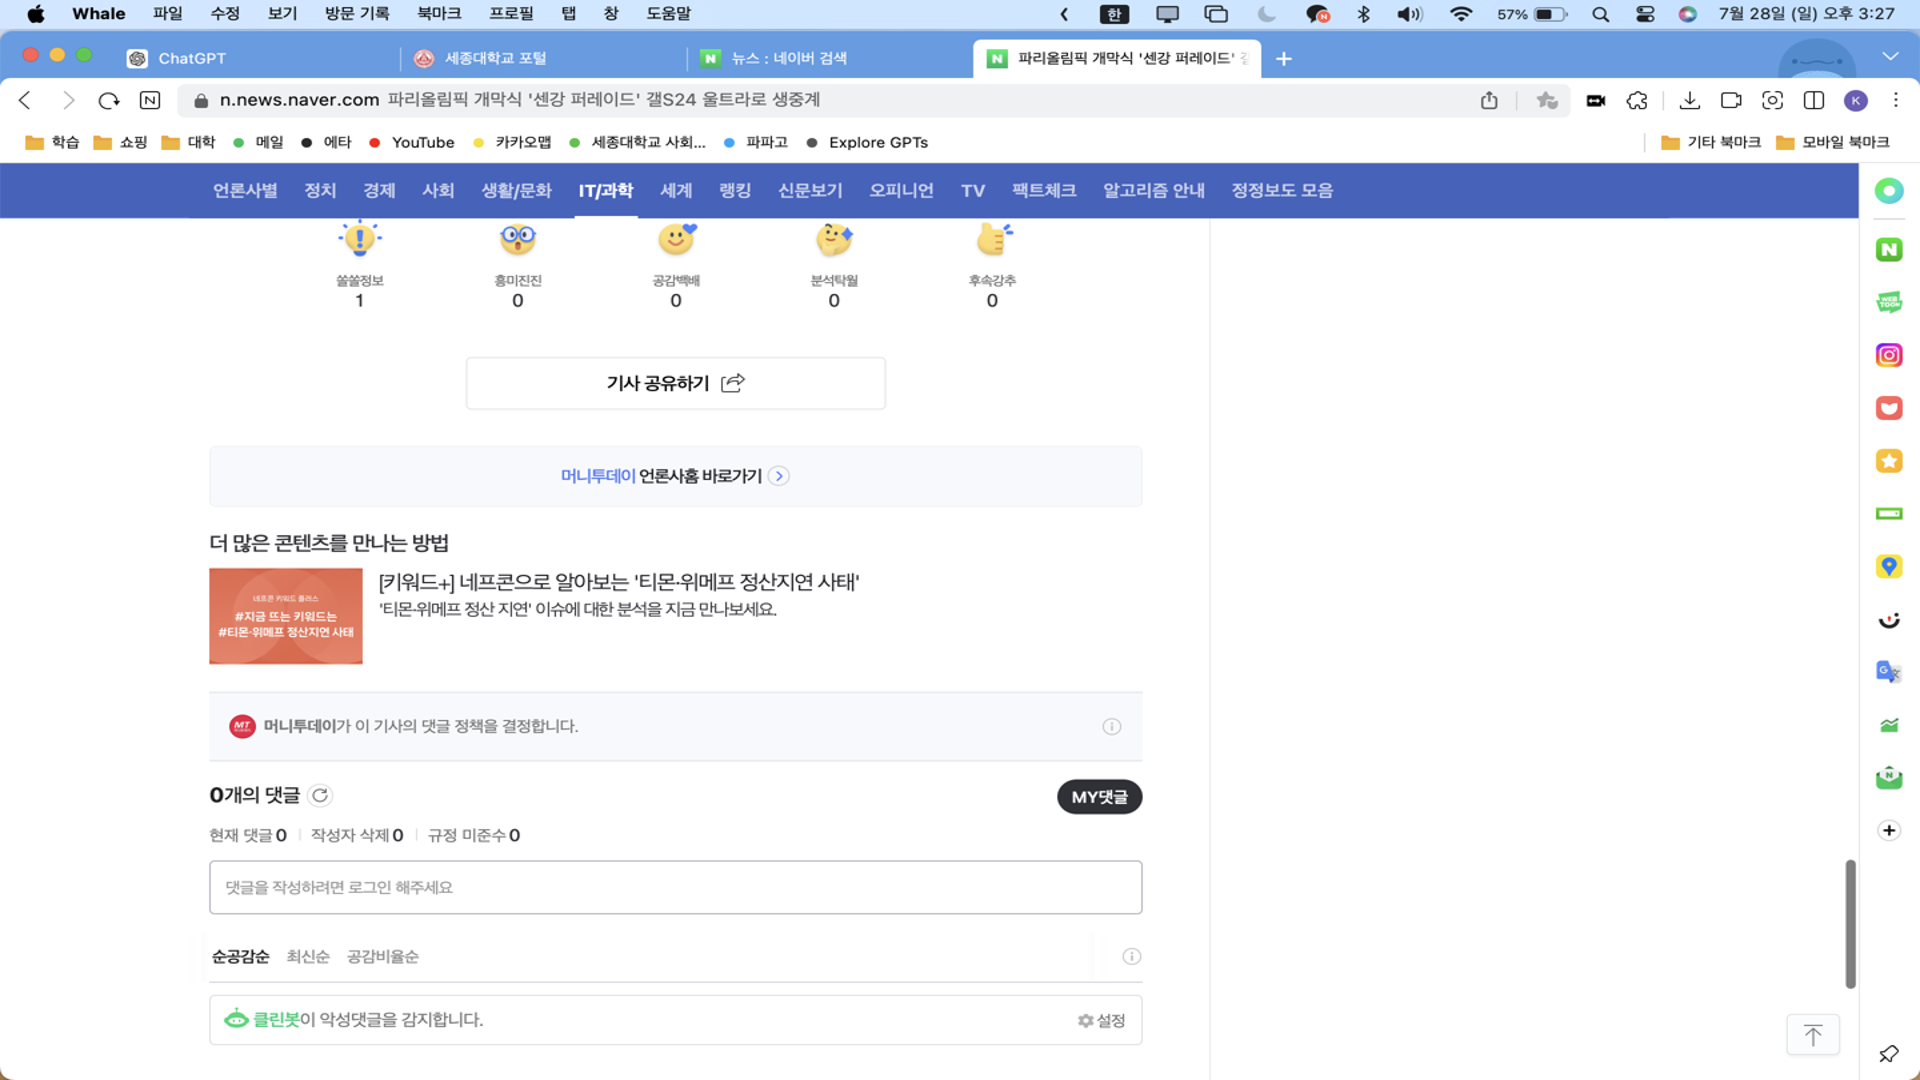 Whale 파일 수정 보기 방문 기록 북마크 프로필 탭 창 도움말 한 57% 7월 28일 (일) 오후 3:27
ChatGPT 세종대학교 포털 뉴스 : 네이버 검색 파리올림픽 개막식 '센강 퍼레이드'
n.news.naver.com 파리올림픽 개막식 '센강 퍼레이드' 갤S24 울트라로 생중계
학습 쇼핑 대학 메일 에타 YouTube 카카오맵 세종대학교 사회... 파파고 Explore GPTs 기타 북마크 모바일 북마크
언론사별 정치 경제 사회 생활/문화 IT/과학 세계 랭킹 신문보기 오피니언 TV 팩트체크 알고리즘 안내 정정보도 모음
쏠쏠정보 흥미진진 공감백배 분석탁월 후속강추
1 0 0 0 0
기사 공유하기
머니투데이 언론사홈 바로가기
더 많은 콘텐츠를 만나는 방법
네프콘 키워드 플러스
#지금 뜨는 키워드는
#티몬·위메프 정산지연 사태
[키워드+] 네프콘으로 알아보는 '티몬·위메프 정산지연 사태'
'티몬·위메프 정산 지연' 이슈에 대한 분석을 지금 만나보세요.
MT 머니투데이가 이 기사의 댓글 정책을 결정합니다.
0개의 댓글 MY댓글
현재 댓글 0 작성자 삭제 0 규정 미준수 0
댓글을 작성하려면 로그인 해주세요
순공감순 최신순 공감비율순
클린봇이 악성댓글을 감지합니다. 설정